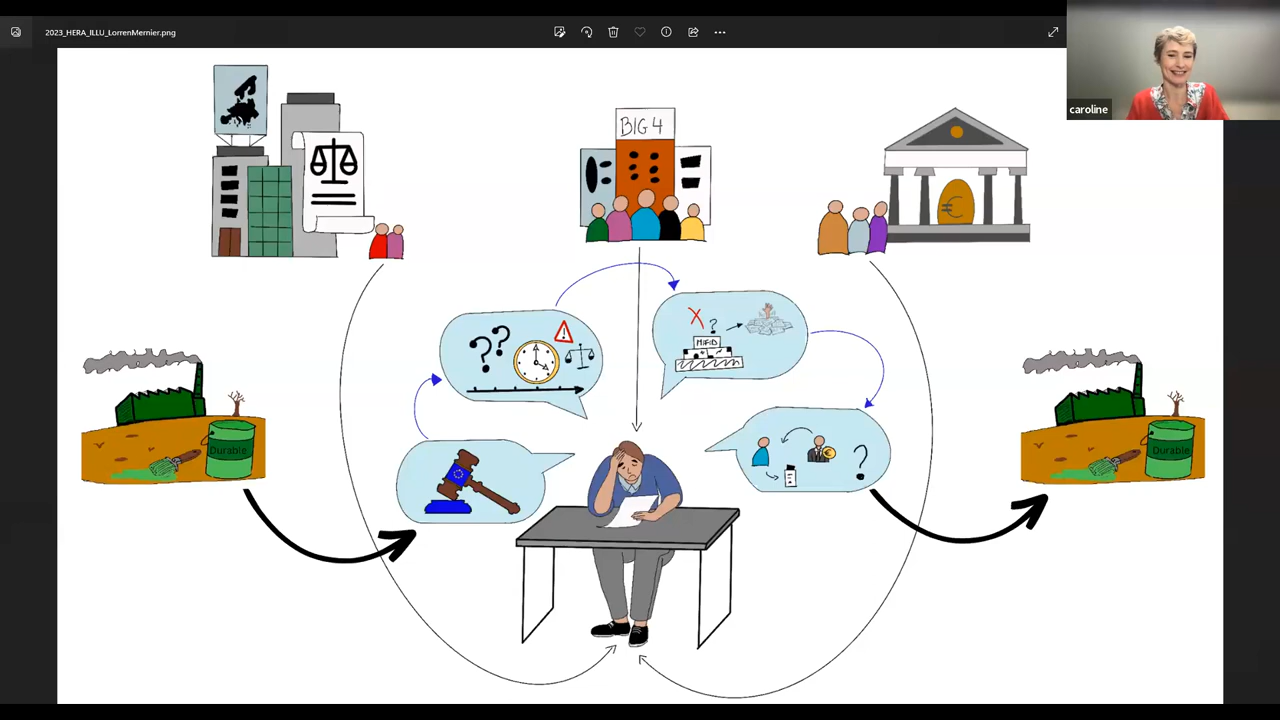 2023_HERA_ILLU_LorrenMernier.png
caroline
BIG 4
€
? ?
!
X ?
MiFID
Durable
?
Durable